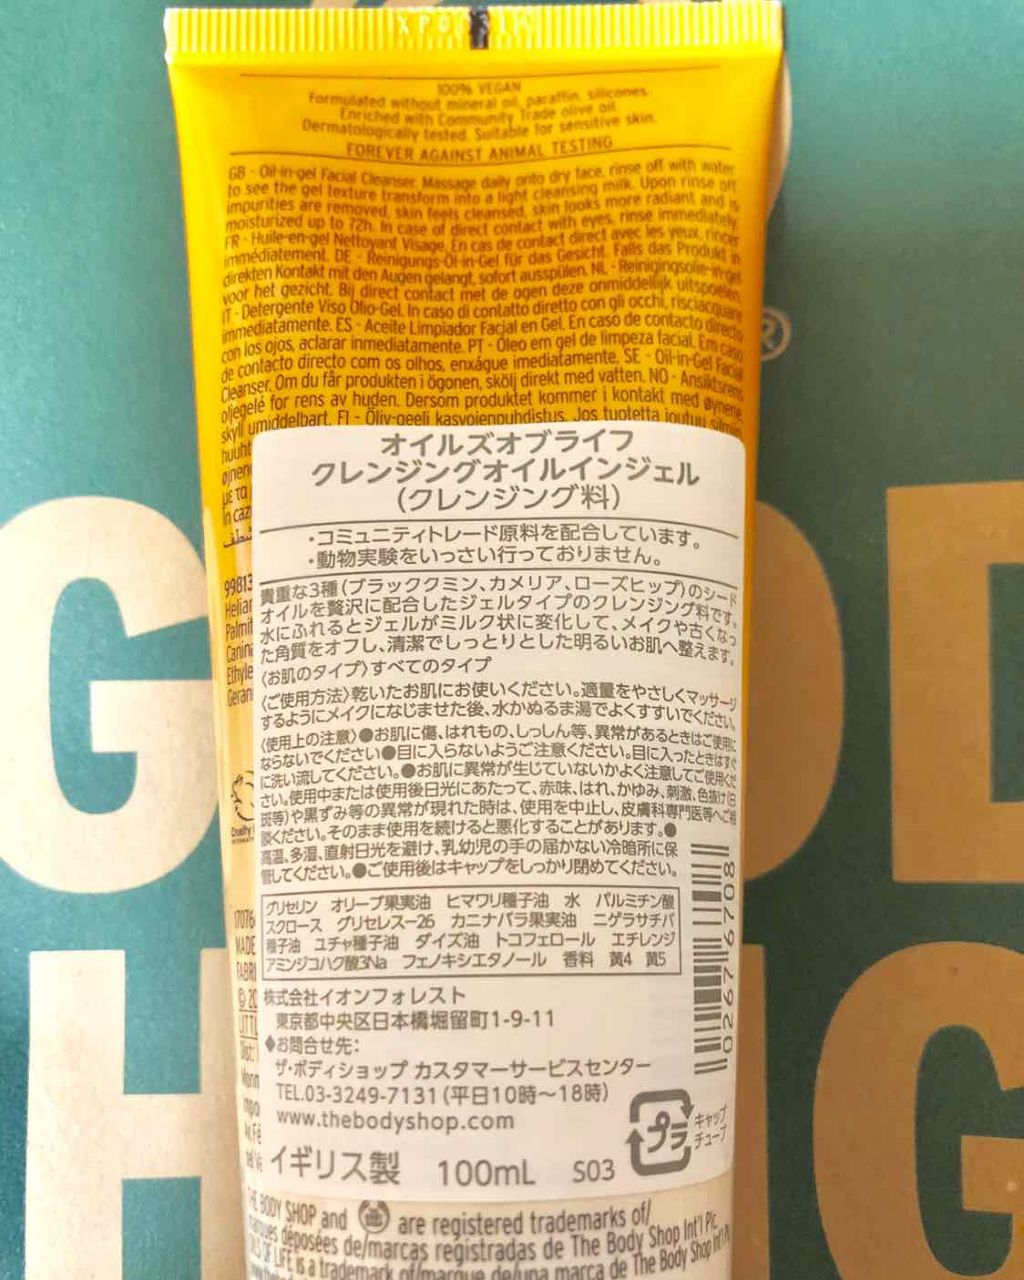 100% VEGAN
Formulated without mineral oil, paraffin, silicones.
Enriched with Community Trade olive oil.
Dermatologically tested. Suitable for sensitive skin.
FOREVER AGAINST ANIMAL TESTING
GB - Oil-in-gel Facial Cleanser. Massage daily onto dry face, rinse off with water
to see the gel texture transform into a light cleansing milk. Upon rinse off
impurities are removed, skin feels cleansed, skin looks more radiant and is
moisturized up to 72h. In case of direct contact with eyes, rinse immediately.
FR - Huile-en-gel Nettoyant Visage. En cas de contact direct avec les yeux, rincer
immédiatement. DE - Reinigungs-Öl-in-Gel für das Gesicht. Falls das Produkt in
direkten Kontakt mit den Augen gelangt, sofort ausspülen. NL - Reinigingsolie-in-gel
voor het gezicht. Bij direct contact met de ogen deze onmiddellijk uitspoelen.
IT - Detergente Viso Olio-Gel. In caso di contatto diretto con gli occhi, risciacquare
immediatamente. ES - Aceite Limpiador Facial en Gel. En caso de contacto directo
con los ojos, aclarar inmediatamente. PT - Óleo em gel de limpeza facial. Em caso
de contacto directo com os olhos, enxágue imediatamente. SE - Oil-in-Gel Facial
Cleanser. Om du får produkten i ögonen, skölj direkt med vatten. NO - Ansiktsrens
oljegelé for rens av huden. Dersom produktet kommer i kontakt med øynene,
skyll umiddelbart. FI - Öljy-geeli kasvojenpuhdistus. Jos tuotetta joutuu silmiin
オイルズオブライフ
クレンジングオイルインジェル
(クレンジング料)
・コミュニティトレード原料を配合しています。
・動物実験をいっさい行っておりません。
貴重な3種(ブラッククミン、カメリア、ローズヒップ)のシード
オイルを贅沢に配合したジェルタイプのクレンジング料です。
水にふれるとジェルがミルク状に変化して、メイクや古くなっ
た角質をオフし、清潔でしっとりとした明るいお肌へ整えます。
〈お肌のタイプ〉すべてのタイプ
〈ご使用方法〉乾いたお肌にお使いください。適量をやさしくマッサージ
するようにメイクになじませた後、水かぬるま湯でよくすすいでください。
〈使用上の注意〉●お肌に傷、はれもの、しっしん等、異常があるときはご使用に
ならないでください●目に入らないようご注意ください。目に入ったときはすぐ
に洗い流してください。●お肌に異常が生じていないかよく注意してご使用くだ
さい。使用中または使用後日光にあたって、赤味、はれ、かゆみ、刺激、色抜け(白
斑等)や黒ずみ等の異常が現れた時は、使用を中止し、皮膚科専門医等へご相
談ください。そのまま使用を続けると悪化することがあります。●
高温、多湿、直射日光を避け、乳幼児の手の届かない冷暗所に保
管してください。●ご使用後はキャップをしっかり閉めてください。
グリセリン オリーブ果実油 ヒマワリ種子油 水 パルミチン酸
スクロース グリセレス-26 カニナバラ果実油 ニゲラサチバ
種子油 ユチャ種子油 ダイズ油 トコフェロール エチレンジ
アミンジコハク酸3Na フェノキシエタノール 香料 黄4 黄5
株式会社イオンフォレスト
東京都中央区日本橋堀留町1-9-11
◆お問合せ先:
ザ・ボディショップ カスタマーサービスセンター
TEL.03-3249-7131(平日10時～18時)
www.thebodyshop.com
イギリス製 100mL S03
プラ
キャップ
チューブ
THE BODY SHOP and are registered trademarks of/
marques déposées de/marcas registradas de The Body Shop Int'l Plc
OILS OF LIFE is a trademark of/marque de/una marca de The Body Shop Int'l Pl